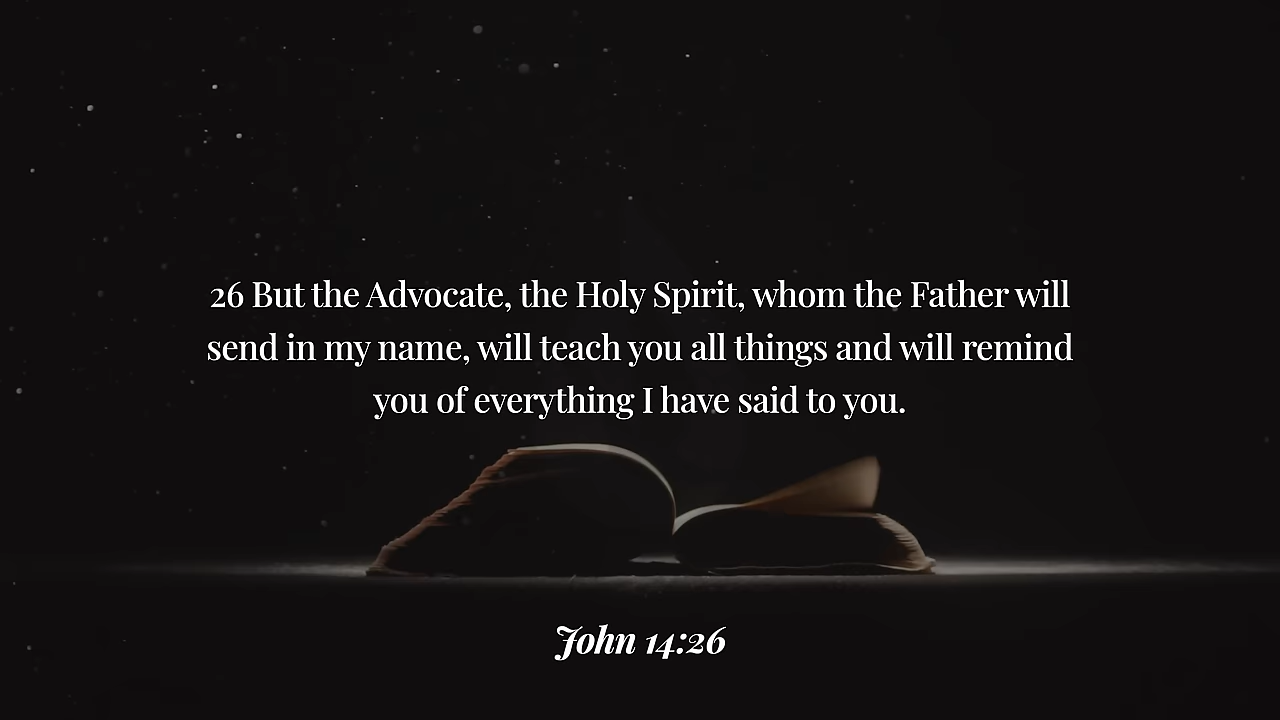 26 But the Advocate, the Holy Spirit, whom the Father will
send in my name, will teach you all things and will remind
you of everything I have said to you.
John 14:26